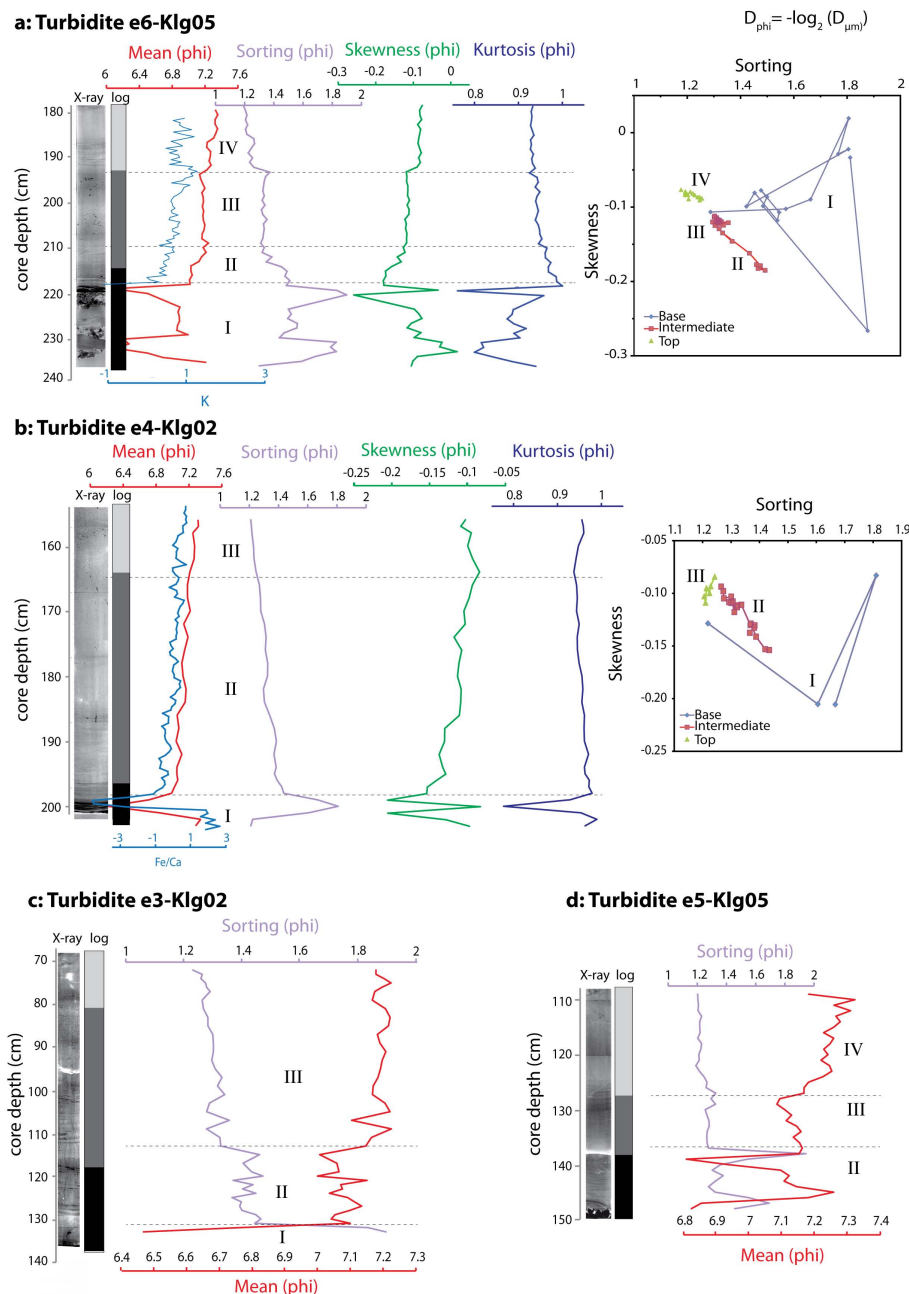 a: Turbidite e6-Klg05
D phi = -log2 (D µm)
Mean (phi) Sorting (phi) Skewness (phi) Kurtosis (phi)
6 6.4 6.8 7.2 7.6
1 1.2 1.4 1.6 1.8 2
-0.3 -0.2 -0.1 0
0.8 0.9 1
X-ray log
180
190
200
210
220
230
240
core depth (cm)
IV
III
II
I
-1 1 3
K
Sorting
1 1.2 1.4 1.6 1.8 2
0
-0.1
-0.2
-0.3
Skewness
IV
III
II
I
Base
Intermediate
Top
b: Turbidite e4-Klg02
Mean (phi) Sorting (phi) Skewness (phi) Kurtosis (phi)
6 6.4 6.8 7.2 7.6
1 1.2 1.4 1.6 1.8 2
-0.25 -0.2 -0.15 -0.1 -0.05
0.8 0.9 1
X-ray log
160
170
180
190
200
core depth (cm)
III
II
I
-3 -1 1 3
Fe/Ca
Sorting
1.1 1.2 1.3 1.4 1.5 1.6 1.7 1.8 1.9
-0.05
-0.10
-0.15
-0.20
-0.25
Skewness
III
II
I
Base
Intermediate
Top
c: Turbidite e3-Klg02
Sorting (phi)
1 1.2 1.4 1.6 1.8 2
X-ray log
70
80
90
100
110
120
130
140
core depth (cm)
III
II
I
6.4 6.5 6.6 6.7 6.8 6.9 7 7.1 7.2 7.3
Mean (phi)
d: Turbidite e5-Klg05
Sorting (phi)
1 1.2 1.4 1.6 1.8 2
X-ray log
110
120
130
140
150
core depth (cm)
IV
III
II
6.8 6.9 7 7.1 7.2 7.3 7.4
Mean (phi)